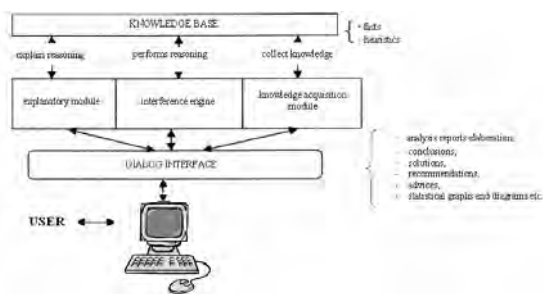 KNOWLEDGE BASE
- facts
- heuristics
explain reasoning
performs reasoning
collect knowledge
explanatory module
interference engine
knowledge acquisition
module
DIALOG INTERFACE
- analysis reports elaboration,
- conclusions,
- solutions,
- recommendations,
- advices,
- statistical graphs and diagrams etc.
USER